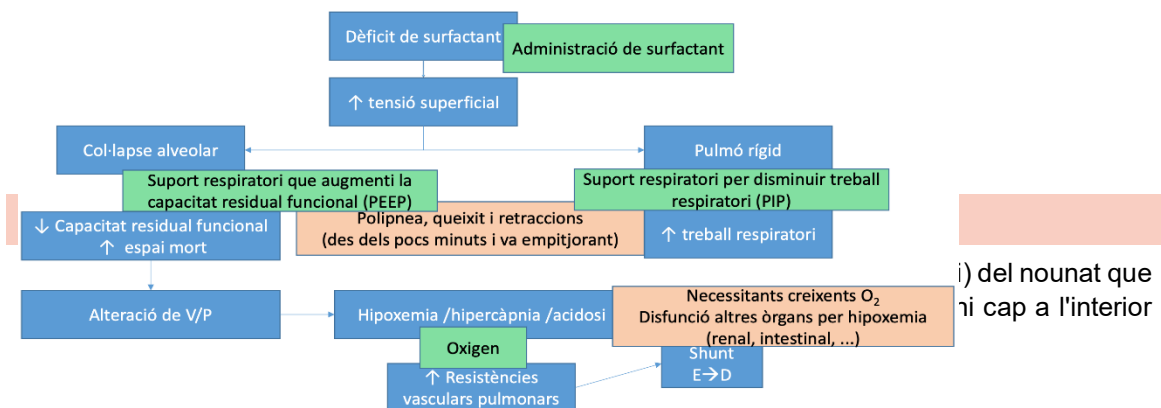 Dèficit de surfactant
Administració de surfactant
↑ tensió superficial
Col·lapse alveolar
Pulmó rígid
Suport respiratori que augmenti la
capacitat residual funcional (PEEP)
Suport respiratori per disminuir treball
respiratori (PIP)
↓ Capacitat residual funcional
↑ espai mort
Polipnea, queixit i retraccions
(des dels pocs minuts i va empitjorant)
↑ treball respiratori
i) del nounat que
ni cap a l'interior
Alteració de V/P
Hipoxemia /hipercàpnia /acidosi
Necessitants creixents O₂
Disfunció altres òrgans per hipoxemia
(renal, intestinal, ...)
Oxigen
↑ Resistències
vasculars pulmonars
Shunt
E→D